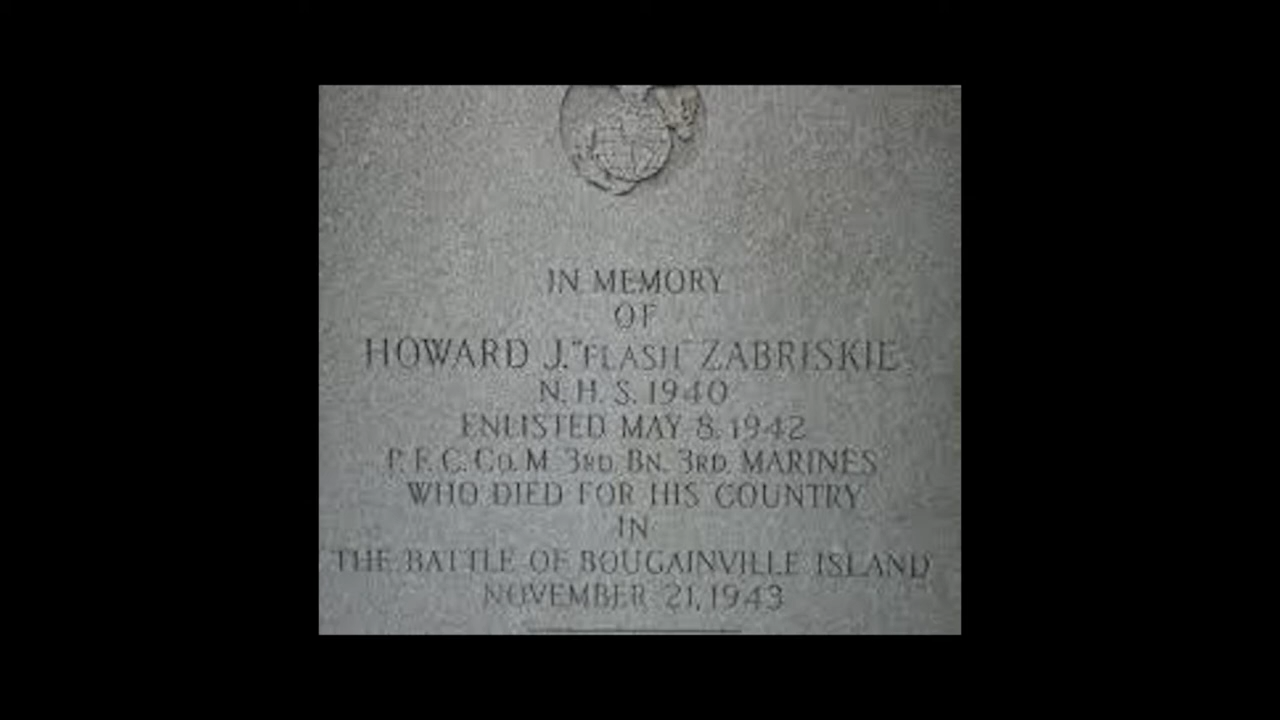 IN MEMORY
OF
HOWARD J. "FLASH" ZABRISKIE
N. H. S. 1940
ENLISTED MAY 8, 1942
P. F. C. CO. M 3RD. BN. 3RD. MARINES
WHO DIED FOR HIS COUNTRY
IN
THE BATTLE OF BOUGAINVILLE ISLAND
NOVEMBER 21, 1943